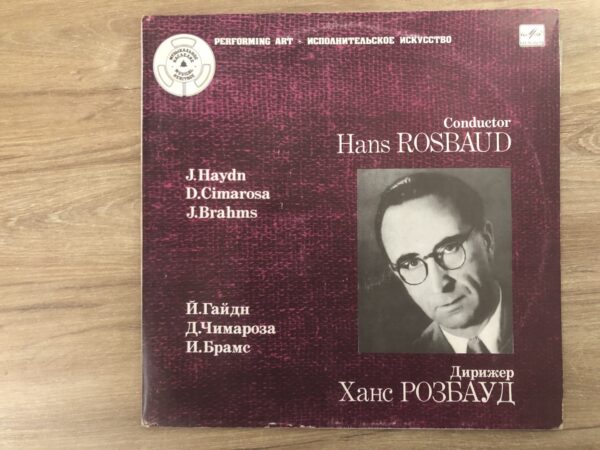 PERFORMING ART - ИСПОЛНИТЕЛЬСКОЕ ИСКУССТВО
Conductor
Hans ROSBAUD
J.Haydn
D.Cimarosa
J.Brahms
Й.Гайдн
Д.Чимароза
И.Брамс
Дирижер
Ханс РОЗБАУД